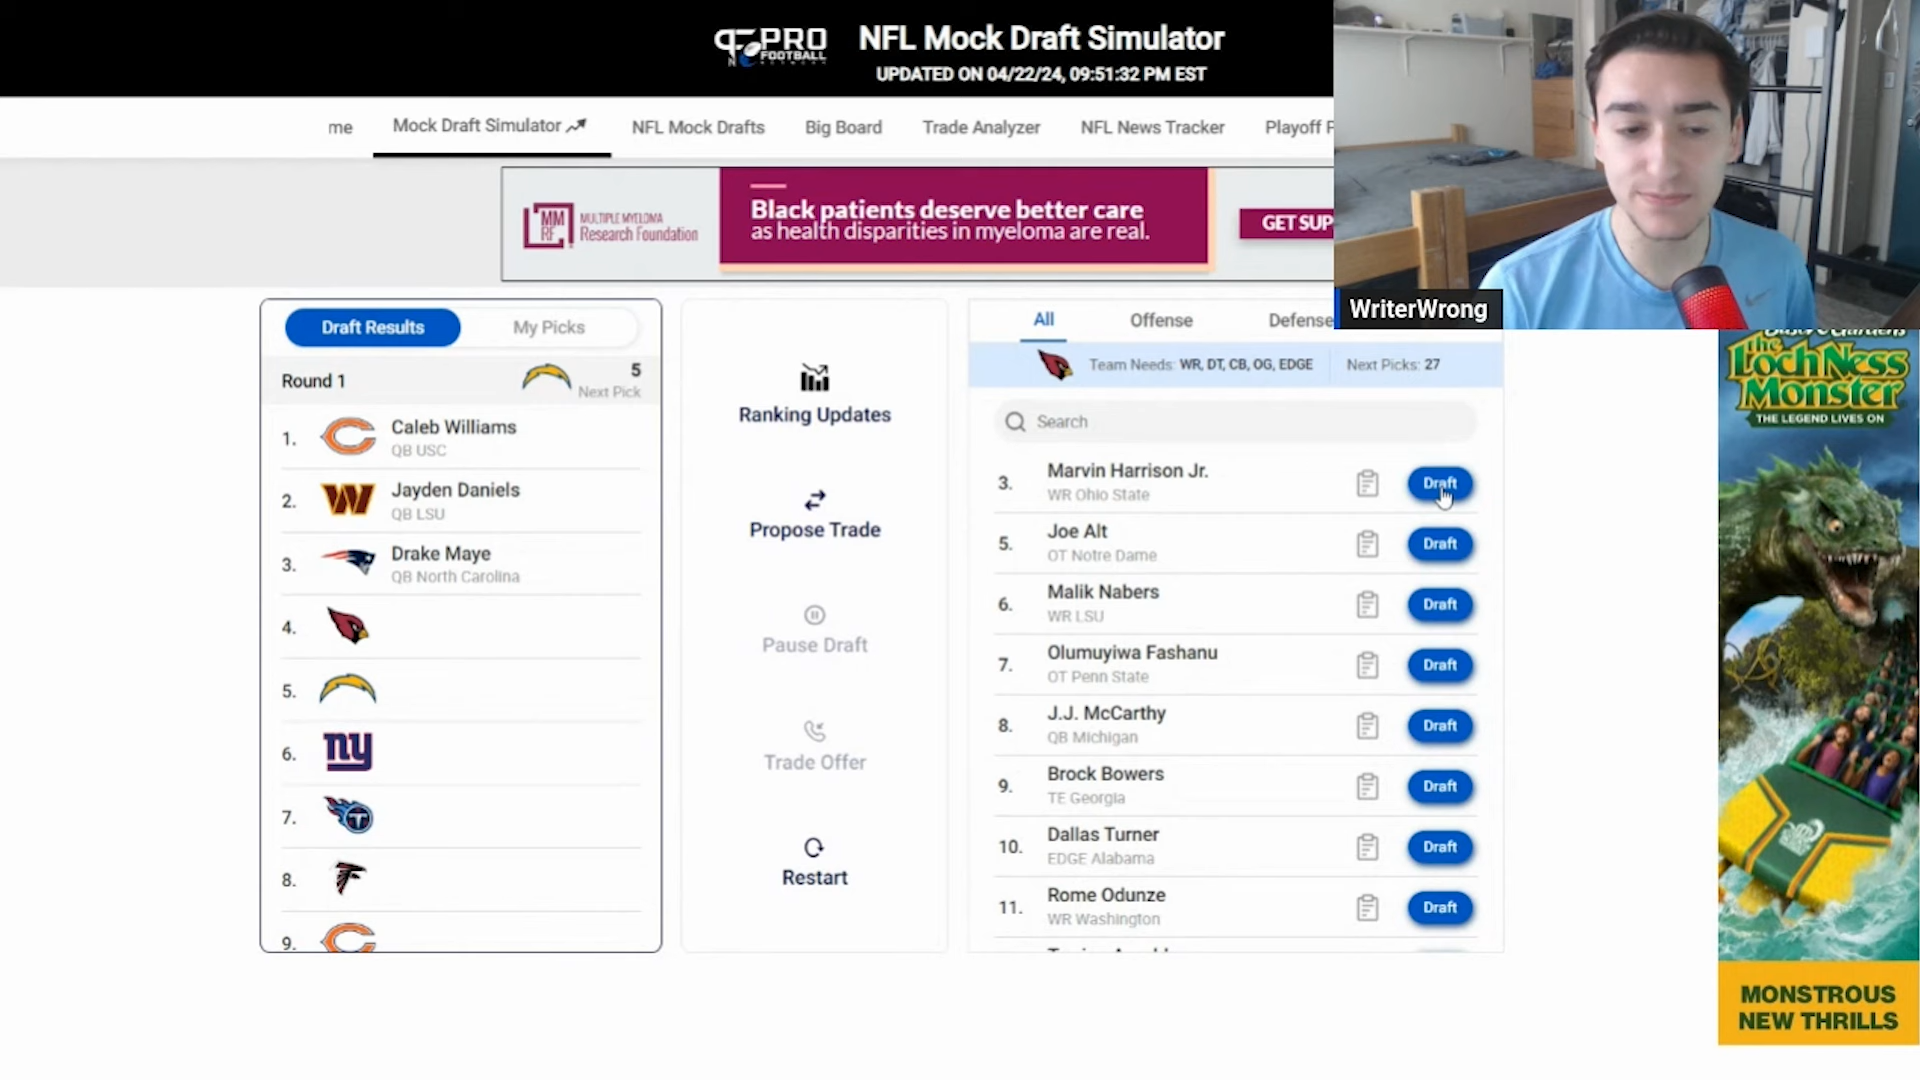 PRO
FOOTBALL
NETWORK
NFL Mock Draft Simulator
UPDATED ON 04/22/24, 09:51:32 PM EST
me
Mock Draft Simulator
NFL Mock Drafts
Big Board
Trade Analyzer
NFL News Tracker
Playoff P
MM
RF
MULTIPLE MYELOMA
Research Foundation
Black patients deserve better care
as health disparities in myeloma are real.
GET SUP
WriterWrong
Draft Results
My Picks
Round 1
5
Next Pick
1.
Caleb Williams
QB USC
2.
W
Jayden Daniels
QB LSU
3.
Drake Maye
QB North Carolina
4.
5.
6.
ny
7.
T
8.
9.
Ranking Updates
Propose Trade
Pause Draft
Trade Offer
Restart
All
Offense
Defense
Team Needs: WR, DT, CB, OG, EDGE
Next Picks: 27
Search
3.
Marvin Harrison Jr.
WR Ohio State
Draft
5.
Joe Alt
OT Notre Dame
Draft
6.
Malik Nabers
WR LSU
Draft
7.
Olumuyiwa Fashanu
OT Penn State
Draft
8.
J.J. McCarthy
QB Michigan
Draft
9.
Brock Bowers
TE Georgia
Draft
10.
Dallas Turner
EDGE Alabama
Draft
11.
Rome Odunze
WR Washington
Draft
The
Loch Ness
Monster
THE LEGEND LIVES ON
MONSTROUS
NEW THRILLS